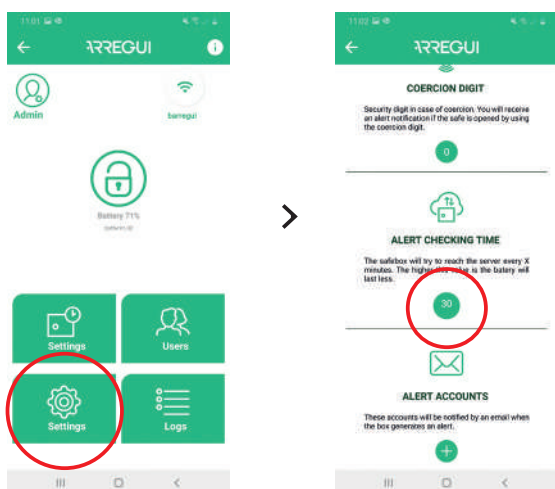 11:01
ARREGUI
Admin
barregui
Battery 71%
Settings
Users
Settings
Logs
11:02
ARREGUI
COERCION DIGIT
Security digit in case of coercion. You will receive
an alert notification if the safe is opened by using
the coercion digit.
0
ALERT CHECKING TIME
The safebox will try to reach the server every X
minutes. The higher this value is the batery will
last less.
30
ALERT ACCOUNTS
These accounts will be notified by an email when
the box generates an alert.